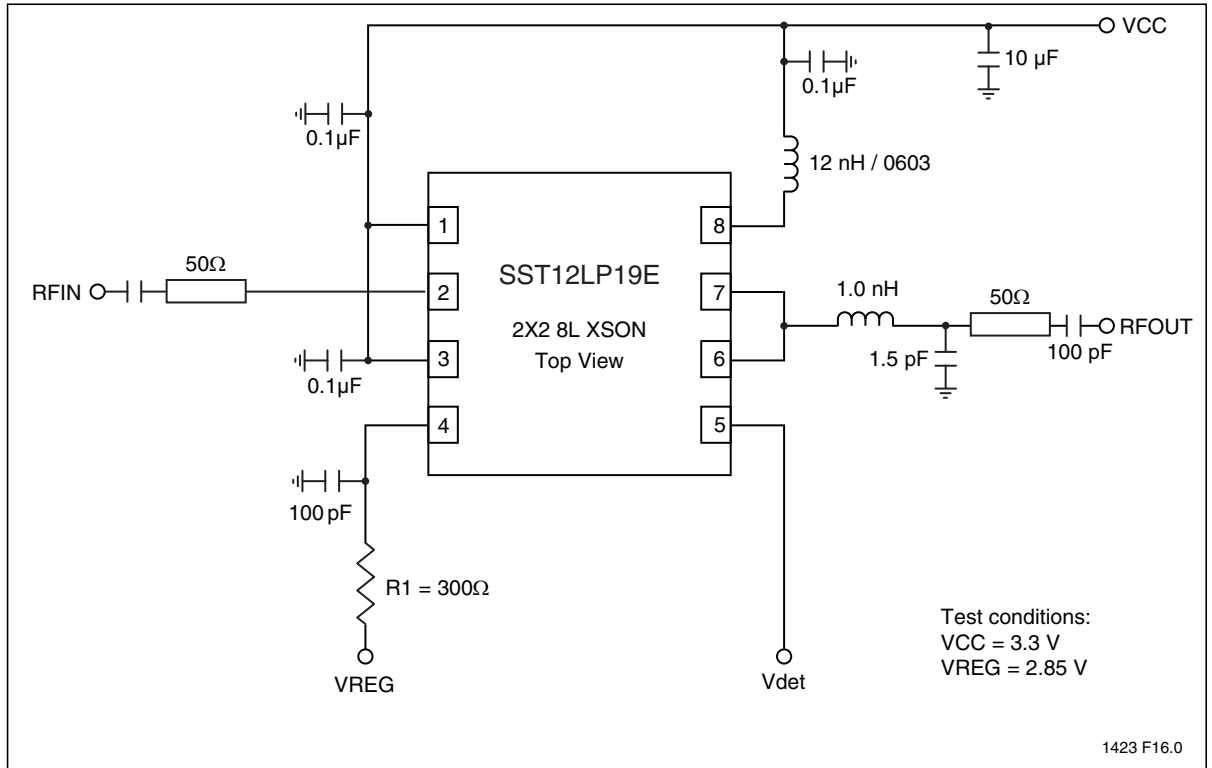 VCC
10 µF
0.1µF
0.1µF
12 nH / 0603
1
8
50Ω
SST12LP19E
RFIN
2
7
1.0 nH
50Ω
RFOUT
2X2 8L XSON
Top View
100 pF
3
6
1.5 pF
0.1µF
4
5
100 pF
R1 = 300Ω
Test conditions:
VCC = 3.3 V
VREG = 2.85 V
VREG
Vdet
1423 F16.0